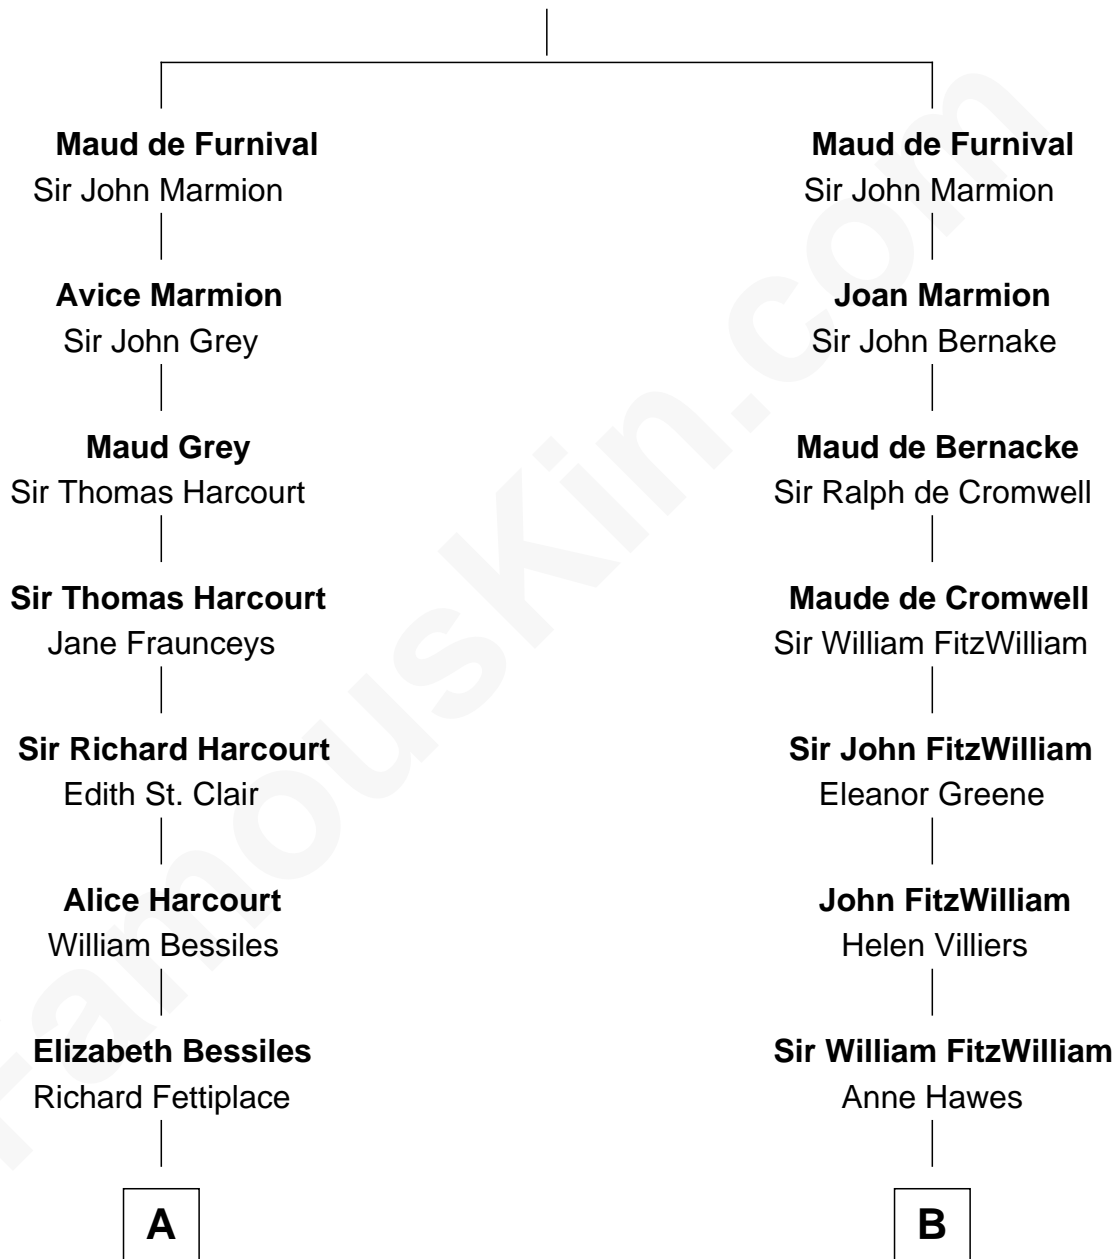 Maud de Furnival
Sir John Marmion
Avice Marmion
Sir John Grey
Maud Grey
Sir Thomas Harcourt
Sir Thomas Harcourt
Jane Fraunceys
Sir Richard Harcourt
Edith St. Clair
Alice Harcourt
William Bessiles
Elizabeth Bessiles
Richard Fettiplace
A
Maud de Furnival
Sir John Marmion
Joan Marmion
Sir John Bernake
Maud de Bernacke
Sir Ralph de Cromwell
Maude de Cromwell
Sir William FitzWilliam
Sir John FitzWilliam
Eleanor Greene
John FitzWilliam
Helen Villiers
Sir William FitzWilliam
Anne Hawes
B
FamousKin.com